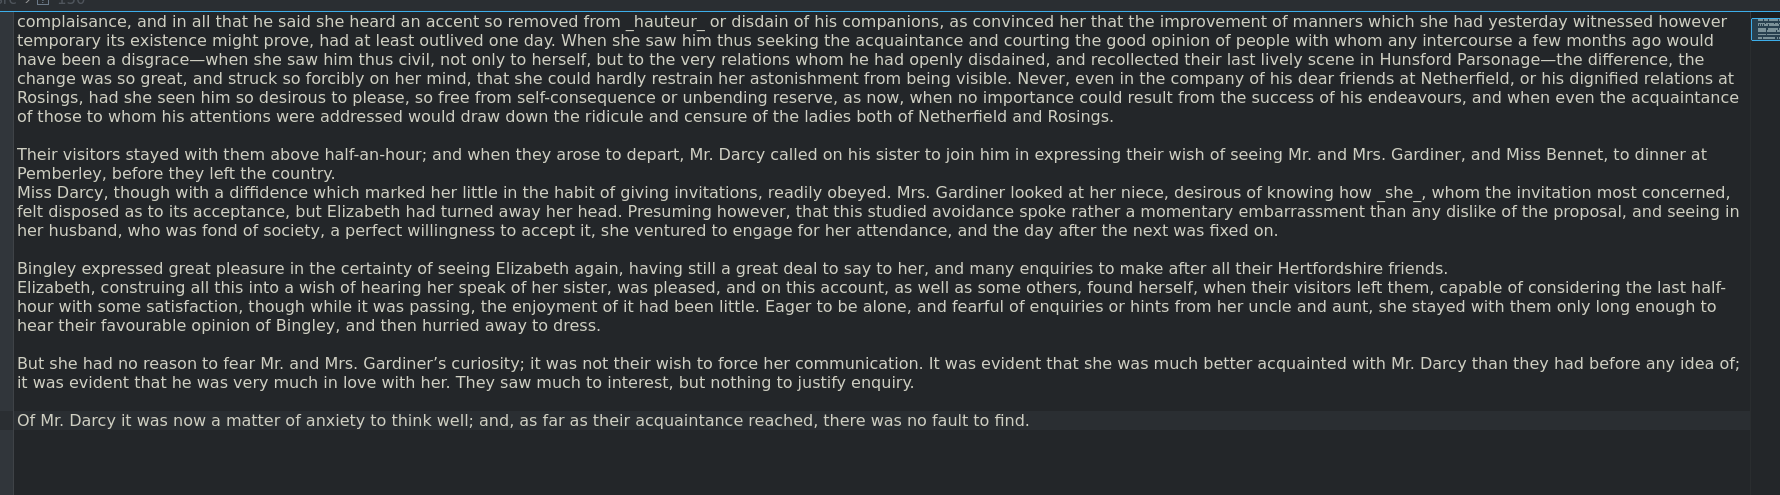 complaisance, and in all that he said she heard an accent so removed from _hauteur_ or disdain of his companions, as convinced her that the improvement of manners which she had yesterday witnessed however
temporary its existence might prove, had at least outlived one day. When she saw him thus seeking the acquaintance and courting the good opinion of people with whom any intercourse a few months ago would
have been a disgrace—when she saw him thus civil, not only to herself, but to the very relations whom he had openly disdained, and recollected their last lively scene in Hunsford Parsonage—the difference, the
change was so great, and struck so forcibly on her mind, that she could hardly restrain her astonishment from being visible. Never, even in the company of his dear friends at Netherfield, or his dignified relations at
Rosings, had she seen him so desirous to please, so free from self-consequence or unbending reserve, as now, when no importance could result from the success of his endeavours, and when even the acquaintance
of those to whom his attentions were addressed would draw down the ridicule and censure of the ladies both of Netherfield and Rosings.
Their visitors stayed with them above half-an-hour; and when they arose to depart, Mr. Darcy called on his sister to join him in expressing their wish of seeing Mr. and Mrs. Gardiner, and Miss Bennet, to dinner at
Pemberley, before they left the country.
Miss Darcy, though with a diffidence which marked her little in the habit of giving invitations, readily obeyed. Mrs. Gardiner looked at her niece, desirous of knowing how _she_, whom the invitation most concerned,
felt disposed as to its acceptance, but Elizabeth had turned away her head. Presuming however, that this studied avoidance spoke rather a momentary embarrassment than any dislike of the proposal, and seeing in
her husband, who was fond of society, a perfect willingness to accept it, she ventured to engage for her attendance, and the day after the next was fixed on.
Bingley expressed great pleasure in the certainty of seeing Elizabeth again, having still a great deal to say to her, and many enquiries to make after all their Hertfordshire friends.
Elizabeth, construing all this into a wish of hearing her speak of her sister, was pleased, and on this account, as well as some others, found herself, when their visitors left them, capable of considering the last half-
hour with some satisfaction, though while it was passing, the enjoyment of it had been little. Eager to be alone, and fearful of enquiries or hints from her uncle and aunt, she stayed with them only long enough to
hear their favourable opinion of Bingley, and then hurried away to dress.
But she had no reason to fear Mr. and Mrs. Gardiner’s curiosity; it was not their wish to force her communication. It was evident that she was much better acquainted with Mr. Darcy than they had before any idea of;
it was evident that he was very much in love with her. They saw much to interest, but nothing to justify enquiry.
Of Mr. Darcy it was now a matter of anxiety to think well; and, as far as their acquaintance reached, there was no fault to find.